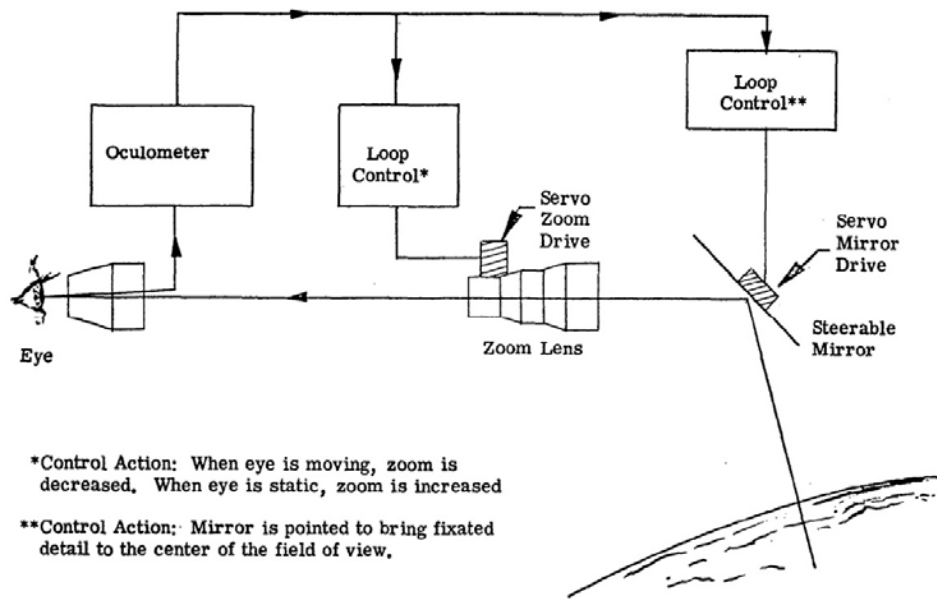 Oculometer
Loop
Control*
Loop
Control**
Servo
Zoom
Drive
Servo
Mirror
Drive
Eye
Zoom Lens
Steerable
Mirror
*Control Action: When eye is moving, zoom is
decreased. When eye is static, zoom is increased
**Control Action: Mirror is pointed to bring fixated
detail to the center of the field of view.